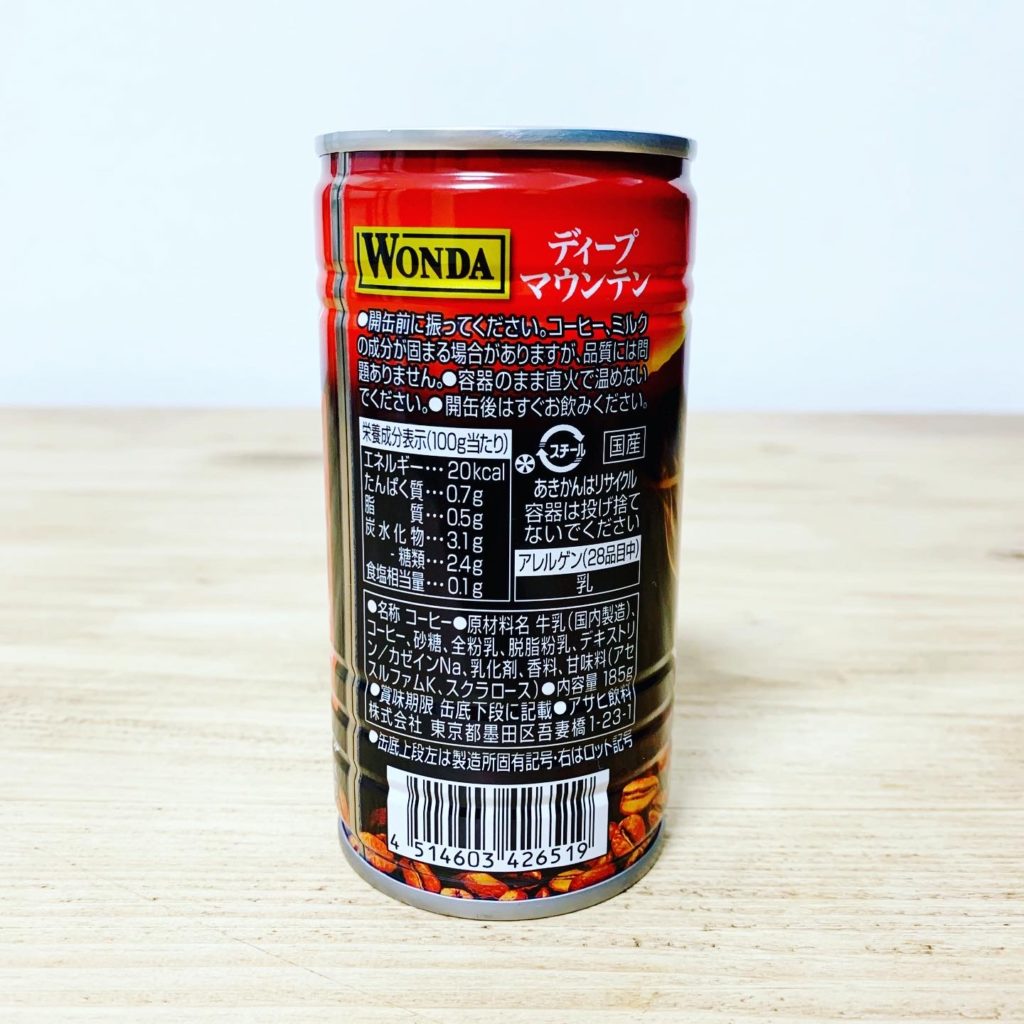 WONDA
ディープ
マウンテン
●開缶前に振ってください。コーヒー、ミルク
の成分が固まる場合がありますが、品質には問
題ありません。●容器のまま直火で温めない
でください。●開缶後はすぐお飲みください。
栄養成分表示(100g当たり)
エネルギー…20kcal
たんぱく質…0.7g
脂質…0.5g
炭水化物…3.1g
-糖類…2.4g
食塩相当量…0.1g
スチール
国産
あきかんはリサイクル
容器は投げ捨て
ないでください
アレルゲン(28品目中)
乳
●名称 コーヒー●原材料名 牛乳(国内製造)、
コーヒー、砂糖、全粉乳、脱脂粉乳、デキストリ
ン/カゼインNa、乳化剤、香料、甘味料(アセ
スルファムK、スクラロース)●内容量 185g
●賞味期限 缶底下段に記載●アサヒ飲料
株式会社 東京都墨田区吾妻橋1-23-1
●缶底上段左は製造所固有記号・右はロット記号
4 514603 426519